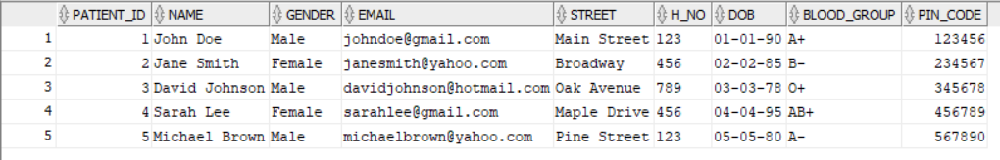 PATIENT_ID NAME GENDER EMAIL STREET H_NO DOB BLOOD_GROUP PIN_CODE
1 1 John Doe Male johndoe@gmail.com Main Street 123 01-01-90 A+ 123456
2 2 Jane Smith Female janesmith@yahoo.com Broadway 456 02-02-85 B- 234567
3 3 David Johnson Male davidjohnson@hotmail.com Oak Avenue 789 03-03-78 O+ 345678
4 4 Sarah Lee Female sarahlee@gmail.com Maple Drive 456 04-04-95 AB+ 456789
5 5 Michael Brown Male michaelbrown@yahoo.com Pine Street 123 05-05-80 A- 567890